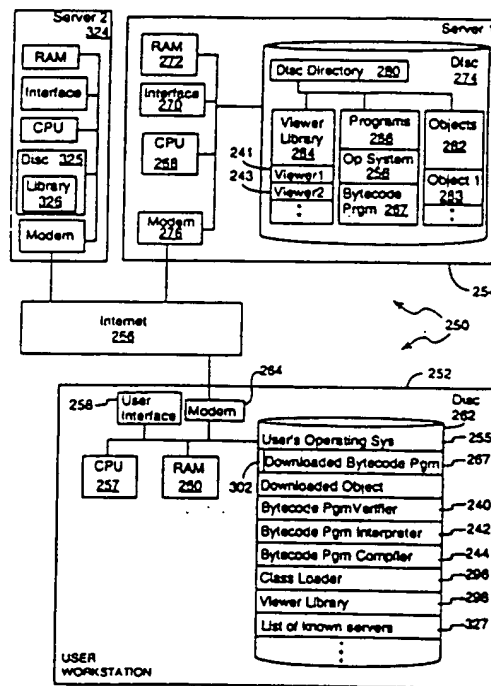 Server 2
324
RAM
Interface
CPU
Disc 325
Library
326
Modem
Server 1
RAM
272
Interface
270
CPU
268
Modem
276
Disc
274
Disc Directory 280
Viewer
Library
284
241
Viewer1
243
Viewer2
Programs
286
Op System
256
Bytecode
Prgm 267
Objects
282
Object 1
283
254
Internet
256
250
252
264
258
User
Interface
Modem
CPU
257
RAM
260
302
Disc
262
User's Operating Sys
255
Downloaded Bytecode Pgm
267
Downloaded Object
Bytecode PgmVerifier
240
Bytecode Pgm Interpreter
242
Bytecode Pgm Compiler
244
Class Loader
296
Viewer Library
298
List of known servers
327
USER
WORKSTATION